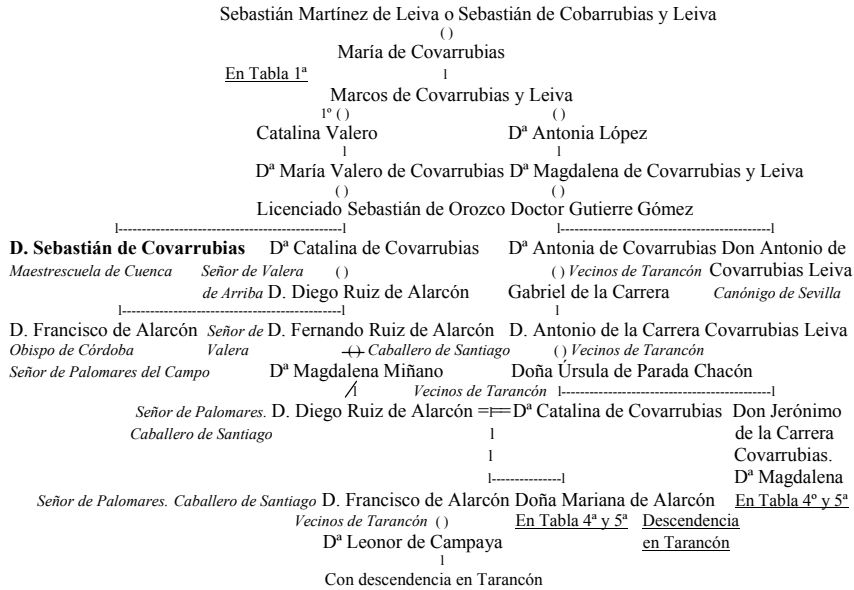 Sebastián Martínez de Leiva o Sebastián de Cobarrubias y Leiva
( )
María de Covarrubias
En Tabla 1ª l
Marcos de Covarrubias y Leiva
1º ( ) ( )
Catalina Valero Dª Antonia López
l l
Dª María Valero de Covarrubias Dª Magdalena de Covarrubias y Leiva
( ) ( )
Licenciado Sebastián de Orozco Doctor Gutierre Gómez
l-----------------------------------------------l l---------------------------------------------l
D. Sebastián de Covarrubias Dª Catalina de Covarrubias Dª Antonia de Covarrubias Don Antonio de
Maestrescuela de Cuenca Señor de Valera ( ) ( ) Vecinos de Tarancón Covarrubias Leiva
de Arriba D. Diego Ruiz de Alarcón Gabriel de la Carrera Canónigo de Sevilla
l-----------------------------------------------l l
D. Francisco de Alarcón Señor de D. Fernando Ruiz de Alarcón D. Antonio de la Carrera Covarrubias Leiva
Obispo de Córdoba Valera ( ) Caballero de Santiago ( ) Vecinos de Tarancón
Señor de Palomares del Campo Dª Magdalena Miñano Doña Úrsula de Parada Chacón
l Vecinos de Tarancón l---------------------------------------------l
Señor de Palomares. D. Diego Ruiz de Alarcón === Dª Catalina de Covarrubias Don Jerónimo
Caballero de Santiago l de la Carrera
l Covarrubias.
l---------------l Dª Magdalena
Señor de Palomares. Caballero de Santiago D. Francisco de Alarcón Doña Mariana de Alarcón En Tabla 4º y 5ª
Vecinos de Tarancón ( ) En Tabla 4ª y 5ª Descendencia
Dª Leonor de Campaya en Tarancón
l
Con descendencia en Tarancón